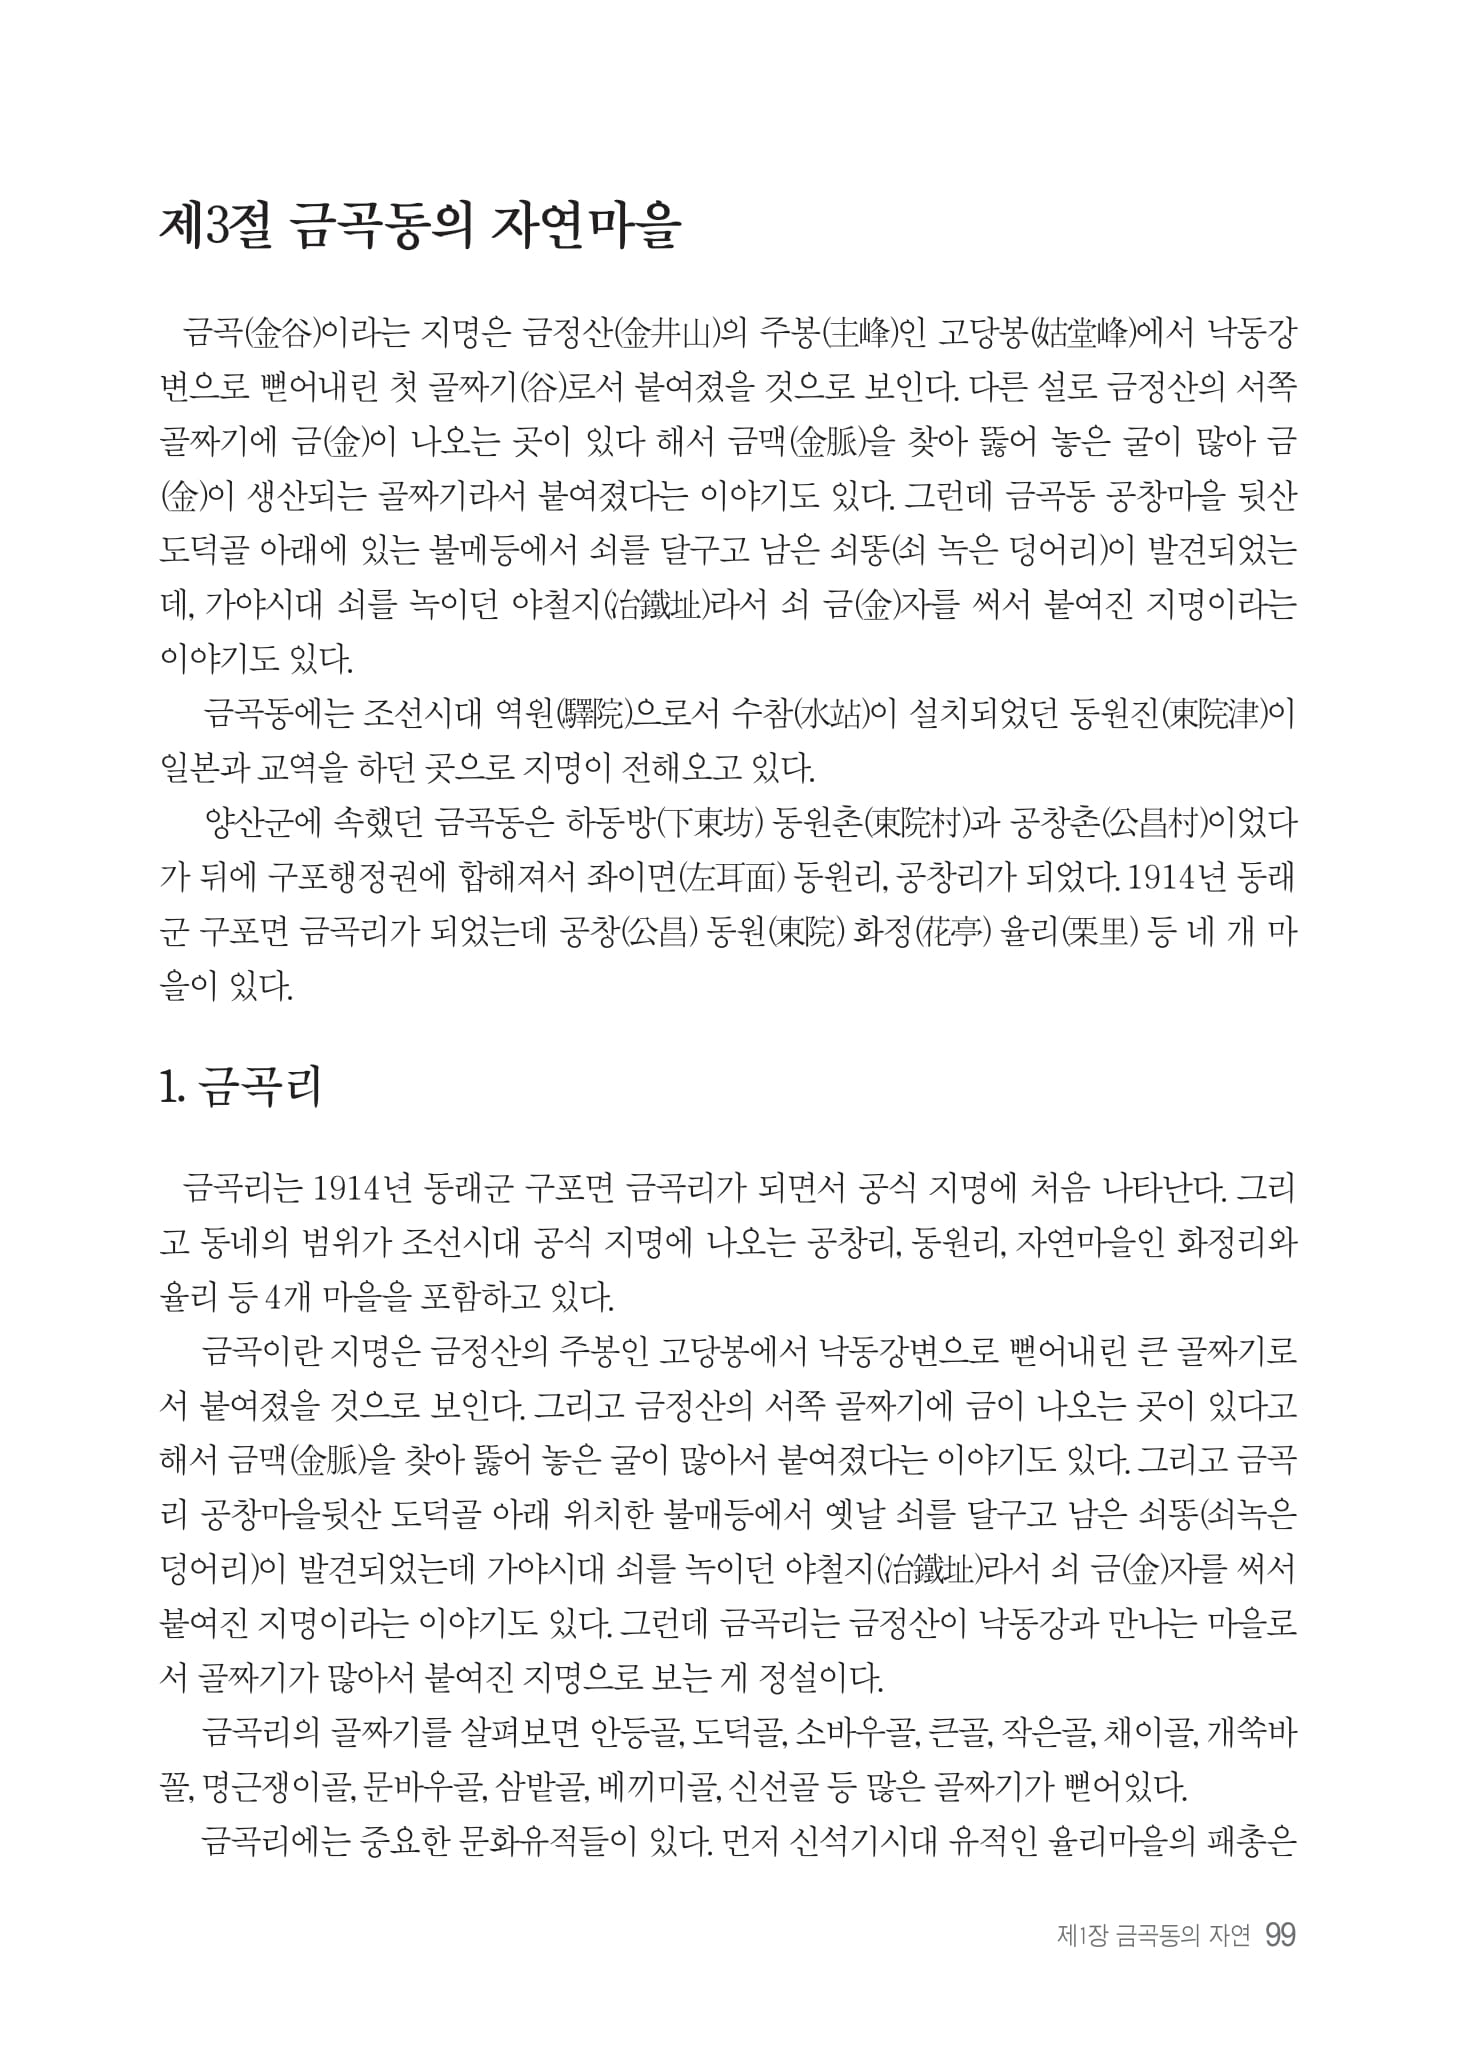 제3절 금곡동의 자연마을
금곡(金谷)이라는 지명은 금정산(金井山)의 주봉(主峰)인 고당봉(姑堂峰)에서 낙동강
변으로 뻗어내린 첫 골짜기(谷)로서 붙여졌을 것으로 보인다. 다른 설로 금정산의 서쪽
골짜기에 금(金)이 나오는 곳이 있다 해서 금맥(金脈)을 찾아 뚫어 놓은 굴이 많아 금
(金)이 생산되는 골짜기라서 붙여졌다는 이야기도 있다. 그런데 금곡동 공창마을 뒷산
도덕골 아래에 있는 불메등에서 쇠를 달구고 남은 쇠똥(쇠 녹은 덩어리)이 발견되었는
데, 가야시대 쇠를 녹이던 야철지(冶鐵址)라서 쇠 금(金)자를 써서 붙여진 지명이라는
이야기도 있다.
금곡동에는 조선시대 역원(驛院)으로서 수참(水站)이 설치되었던 동원진(東院津)이
일본과 교역을 하던 곳으로 지명이 전해오고 있다.
양산군에 속했던 금곡동은 하동방(下東坊) 동원촌(東院村)과 공창촌(公昌村)이었다
가 뒤에 구포행정권에 합해져서 좌이면(左耳面) 동원리, 공창리가 되었다. 1914년 동래
군 구포면 금곡리가 되었는데 공창(公昌) 동원(東院) 화정(花亭) 율리(栗里) 등 네 개 마
을이 있다.
1. 금곡리
금곡리는 1914년 동래군 구포면 금곡리가 되면서 공식 지명에 처음 나타난다. 그리
고 동네의 범위가 조선시대 공식 지명에 나오는 공창리, 동원리, 자연마을인 화정리와
율리 등 4개 마을을 포함하고 있다.
금곡이란 지명은 금정산의 주봉인 고당봉에서 낙동강변으로 뻗어내린 큰 골짜기로
서 붙여졌을 것으로 보인다. 그리고 금정산의 서쪽 골짜기에 금이 나오는 곳이 있다고
해서 금맥(金脈)을 찾아 뚫어 놓은 굴이 많아서 붙여졌다는 이야기도 있다. 그리고 금곡
리 공창마을뒷산 도덕골 아래 위치한 불매등에서 옛날 쇠를 달구고 남은 쇠똥(쇠녹은
덩어리)이 발견되었는데 가야시대 쇠를 녹이던 야철지(冶鐵址)라서 쇠 금(金)자를 써서
붙여진 지명이라는 이야기도 있다. 그런데 금곡리는 금정산이 낙동강과 만나는 마을로
서 골짜기가 많아서 붙여진 지명으로 보는 게 정설이다.
금곡리의 골짜기를 살펴보면 안등골, 도덕골, 소바우골, 큰골, 작은골, 채이골, 개쑥바
꼴, 명근쟁이골, 문바우골, 삼밭골, 베끼미골, 신선골 등 많은 골짜기가 뻗어있다.
금곡리에는 중요한 문화유적들이 있다. 먼저 신석기시대 유적인 율리마을의 패총은
제1장 금곡동의 자연 99